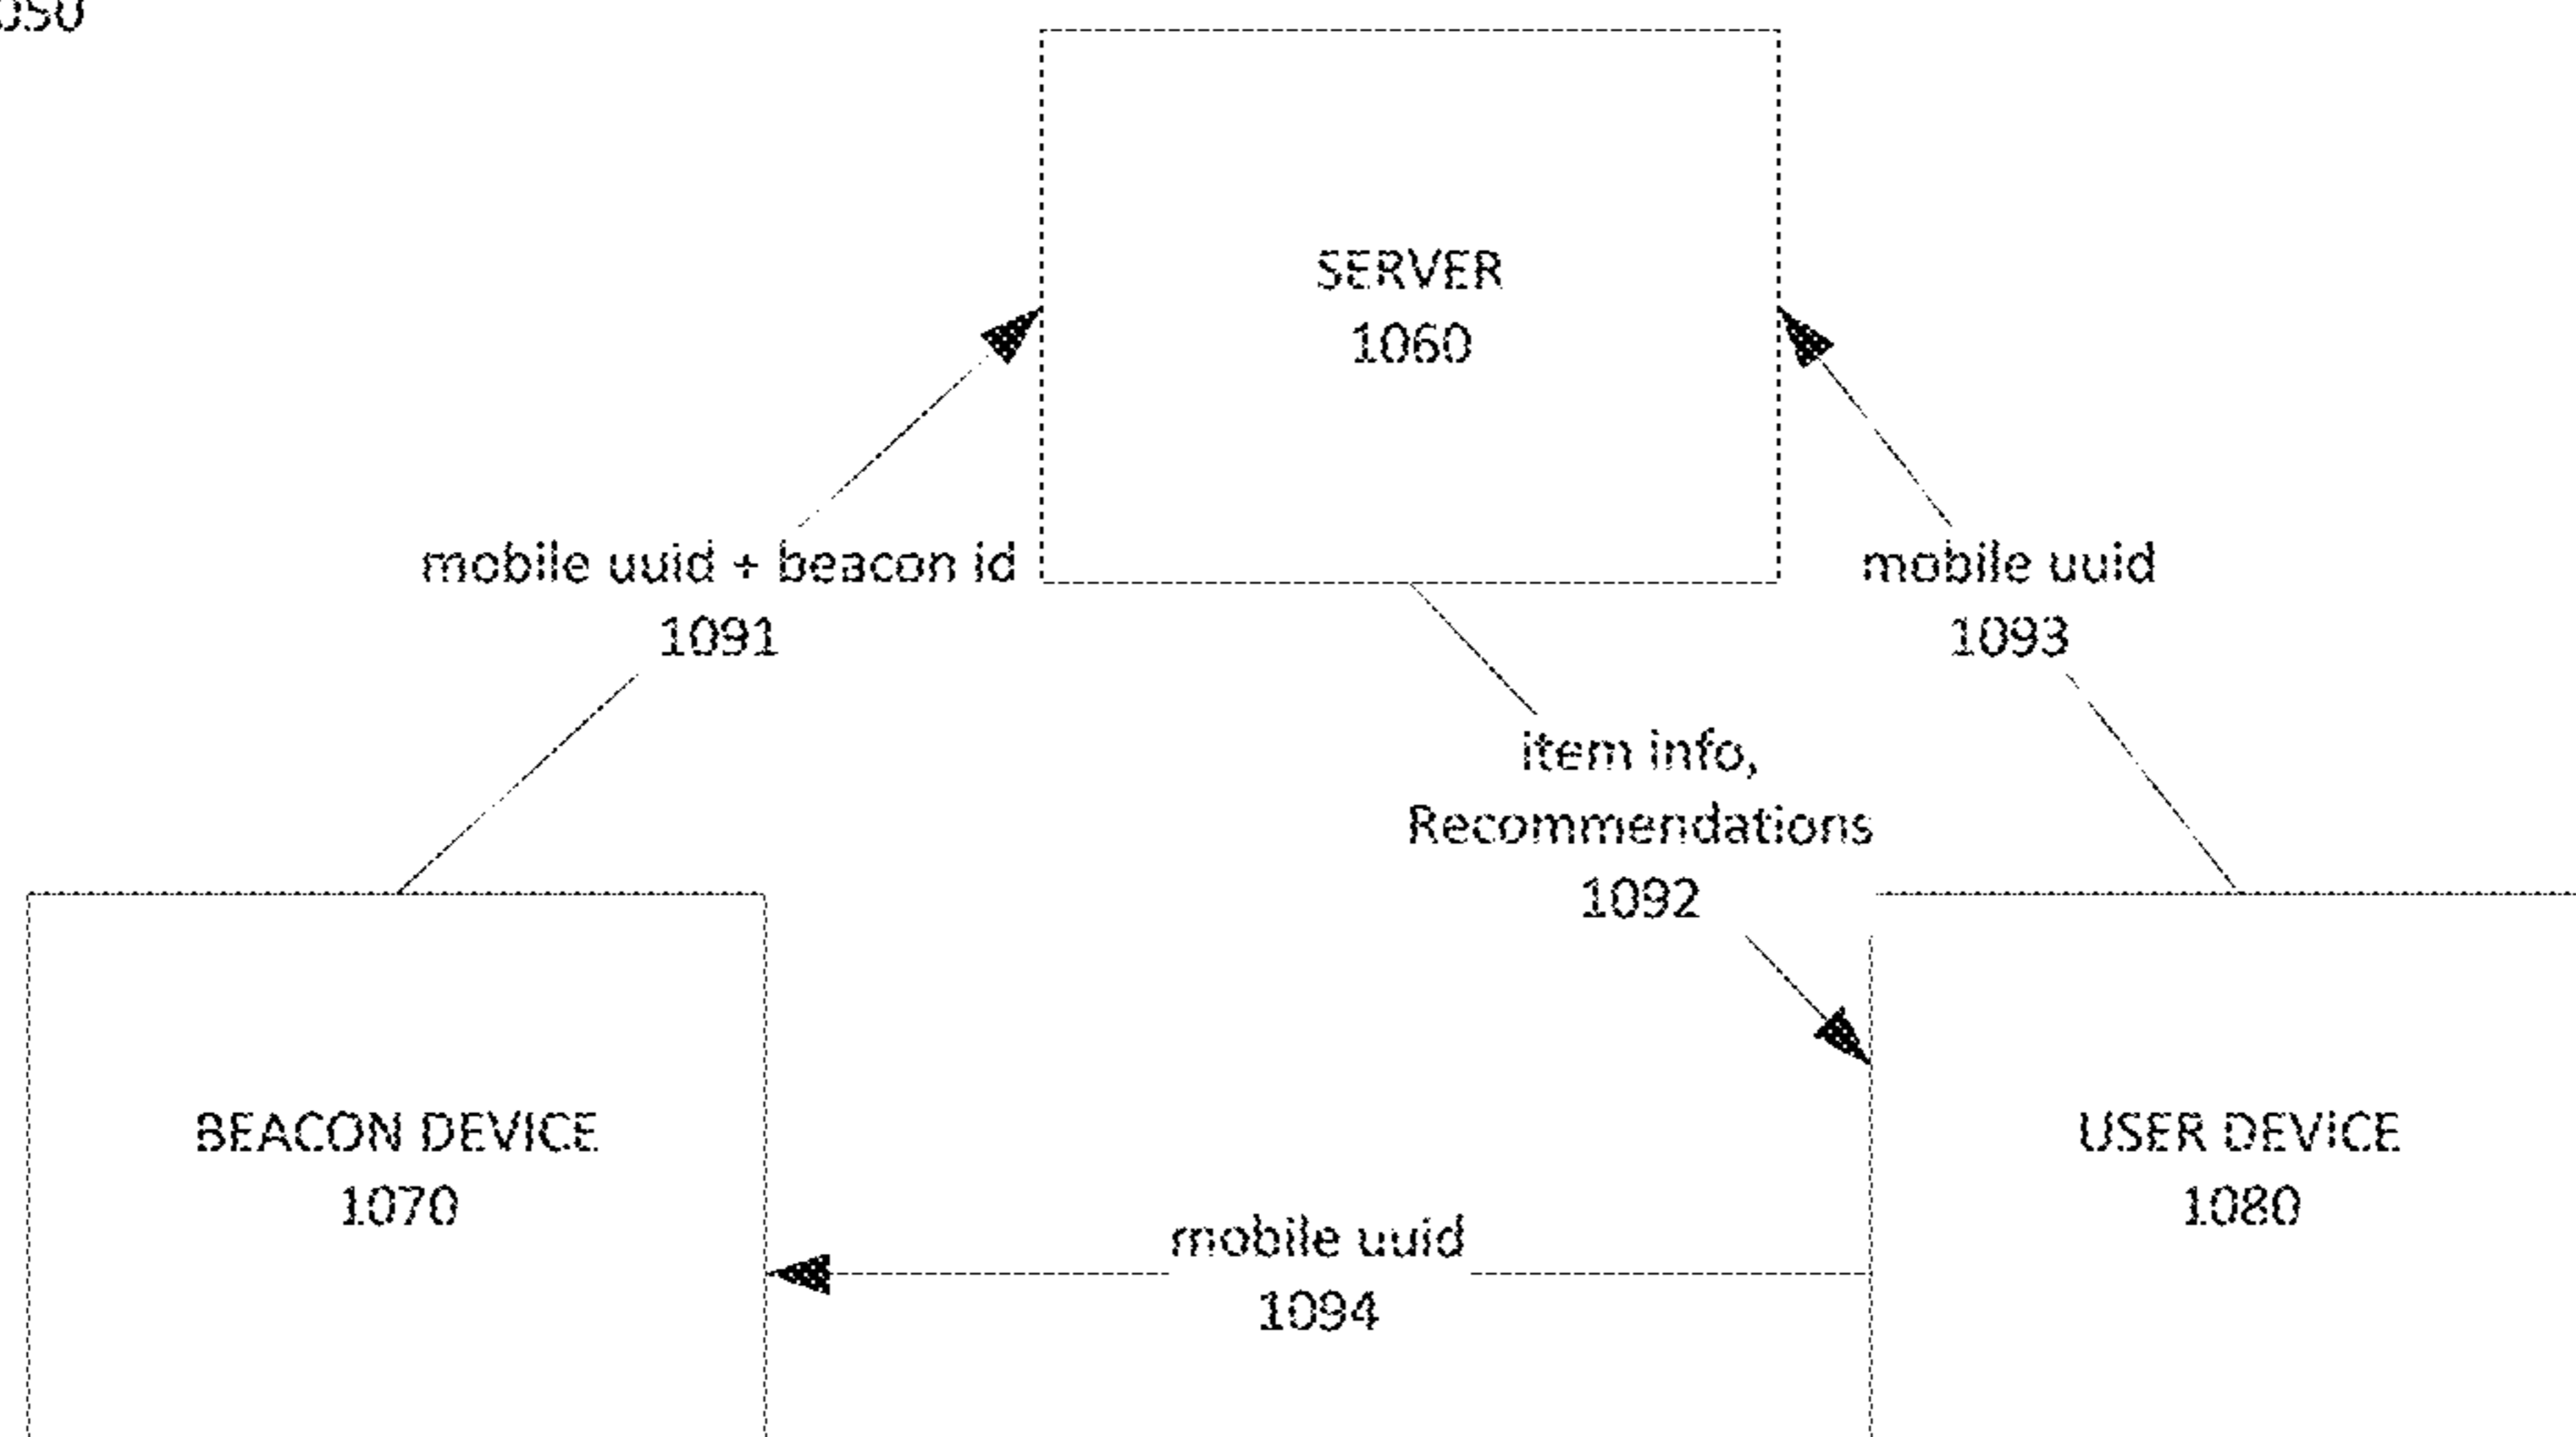 SERVER
1060
mobile uuid + beacon id
1091
mobile uuid
1093
item info,
Recommendations
1092
BEACON DEVICE
1070
USER DEVICE
1080
mobile uuid
1094